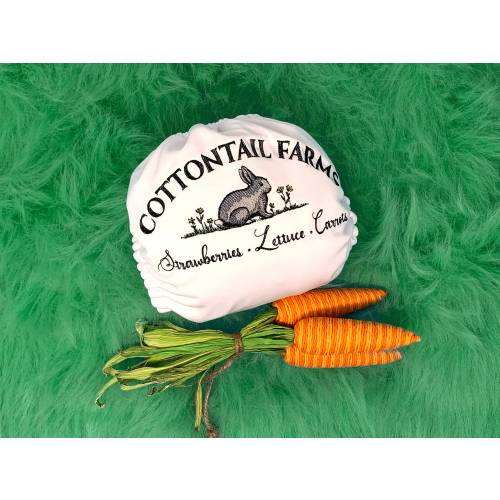 COTTONTAIL FARMS
Strawberries . Lettuce . Carrots